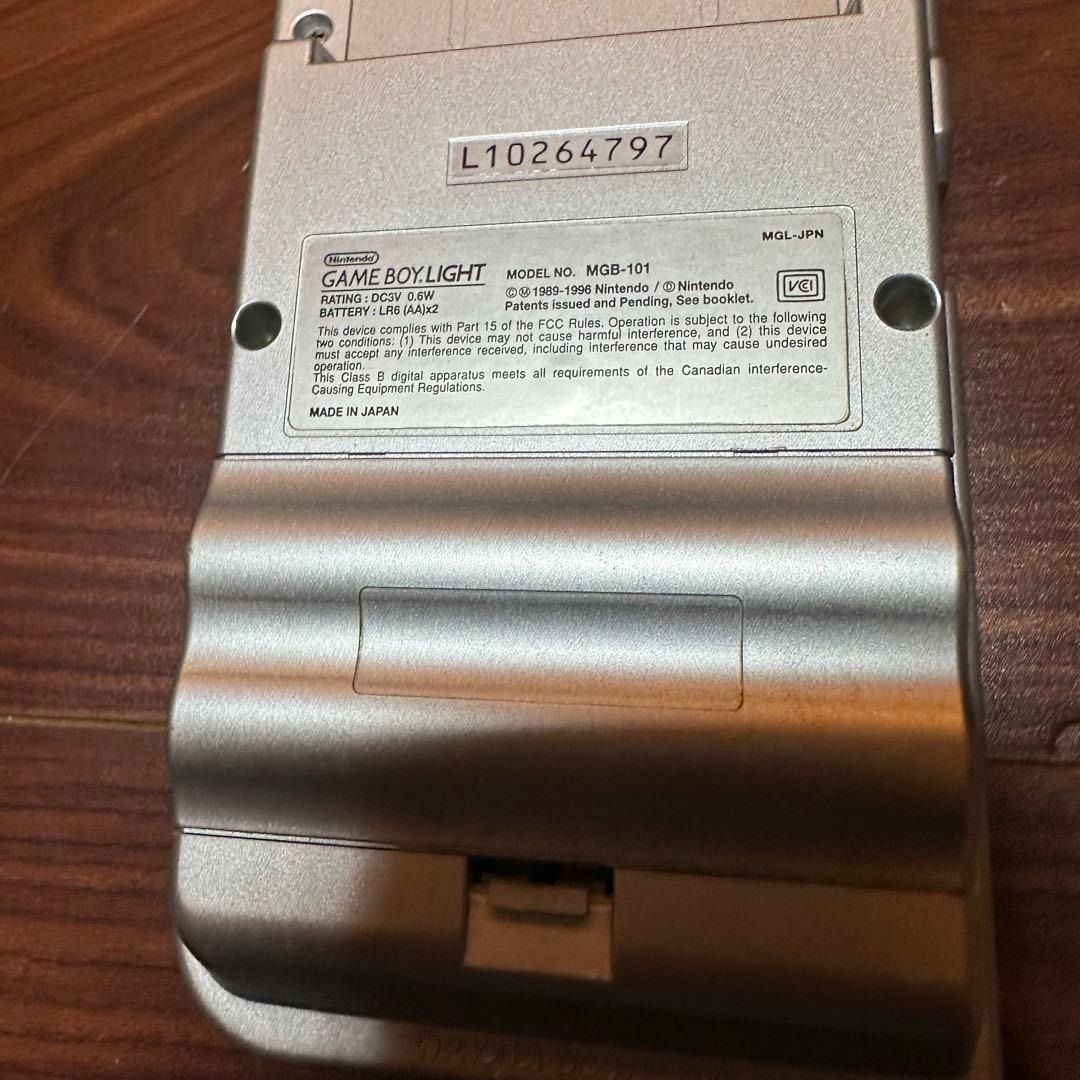 L10264797
MGL-JPN
Nintendo
GAME BOY LIGHT
MODEL NO. MGB-101
RATING : DC3V 0.6W
BATTERY : LR6 (AA)x2
©Ⓜ1989-1996 Nintendo / Ⓓ Nintendo
Patents issued and Pending, See booklet.
VCI
This device complies with Part 15 of the FCC Rules. Operation is subject to the following
two conditions: (1) This device may not cause harmful interference, and (2) this device
must accept any interference received, including interference that may cause undesired
operation.
This Class B digital apparatus meets all requirements of the Canadian interference-
Causing Equipment Regulations.
MADE IN JAPAN